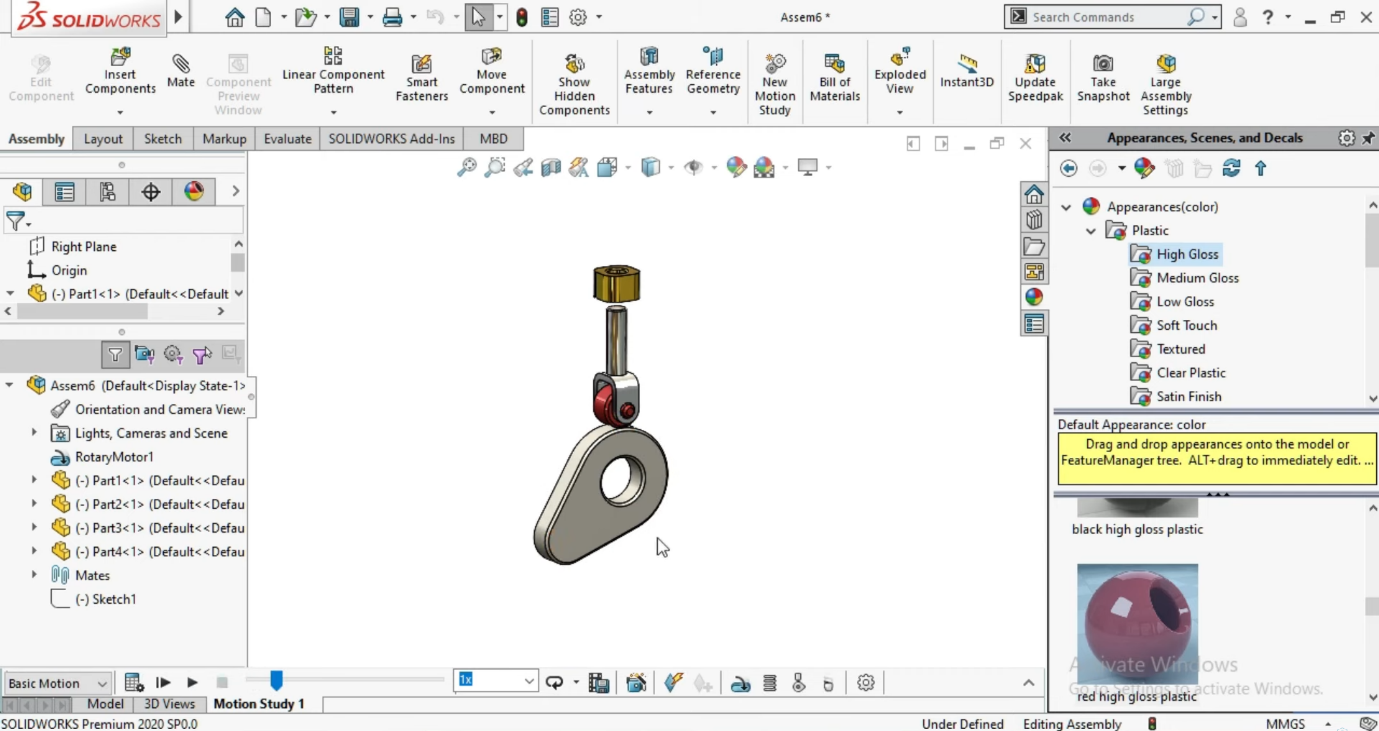 SOLIDWORKS
Assem6 *
Search Commands
?
Edit
Component
Insert
Components
Mate
Component
Preview
Window
Linear Component
Pattern
Smart
Fasteners
Move
Component
Show
Hidden
Components
Assembly
Features
Reference
Geometry
New
Motion
Study
Bill of
Materials
Exploded
View
Instant3D
Update
Speedpak
Take
Snapshot
Large
Assembly
Settings
Assembly
Layout
Sketch
Markup
Evaluate
SOLIDWORKS Add-Ins
MBD
Appearances, Scenes, and Decals
Right Plane
Origin
(-) Part1<1> (Default<<Default
Assem6 (Default<Display State-1>
Orientation and Camera Views
Lights, Cameras and Scene
RotaryMotor1
(-) Part1<1> (Default<<Defau
(-) Part2<1> (Default<<Defau
(-) Part3<1> (Default<<Defau
(-) Part4<1> (Default<<Defau
Mates
(-) Sketch1
Appearances(color)
Plastic
High Gloss
Medium Gloss
Low Gloss
Soft Touch
Textured
Clear Plastic
Satin Finish
Default Appearance: color
Drag and drop appearances onto the model or
FeatureManager tree. ALT+drag to immediately edit. ...
black high gloss plastic
Activate Windows
Go to Settings to activate Windows.
red high gloss plastic
Basic Motion
1x
Model
3D Views
Motion Study 1
SOLIDWORKS Premium 2020 SP0.0
Under Defined
Editing Assembly
MMGS